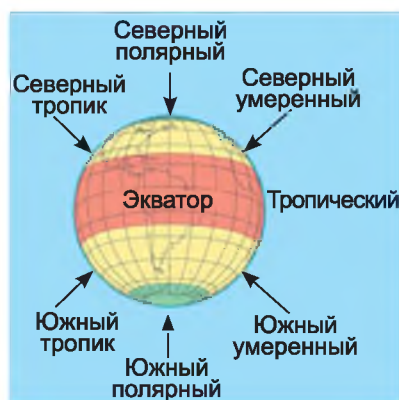 Северный
полярный
Северный
тропик
Северный
умеренный
Экватор
Тропический
Южный
тропик
Южный
умеренный
Южный
полярный